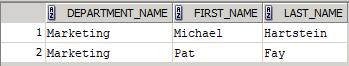 DEPARTMENT_NAME FIRST_NAME LAST_NAME
1 Marketing Michael Hartstein
2 Marketing Pat Fay